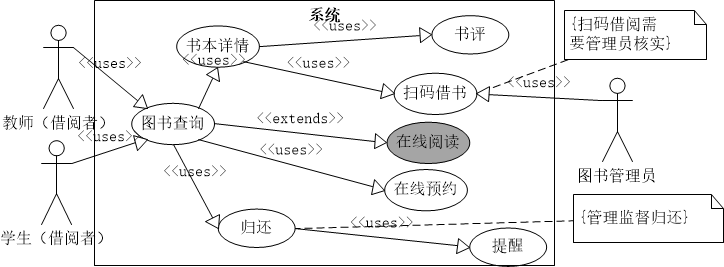 系统
<<uses>>
书评
{扫码借阅需
要管理员核实}
书本详情
<<uses>>
<<uses>>
<<uses>>
<<uses>>
扫码借书
教师（借阅者）
图书查询
<<extends>>
在线阅读
<<uses>>
<<uses>>
图书管理员
<<uses>>
在线预约
学生（借阅者）
归还
<<uses>>
{管理监督归还}
提醒